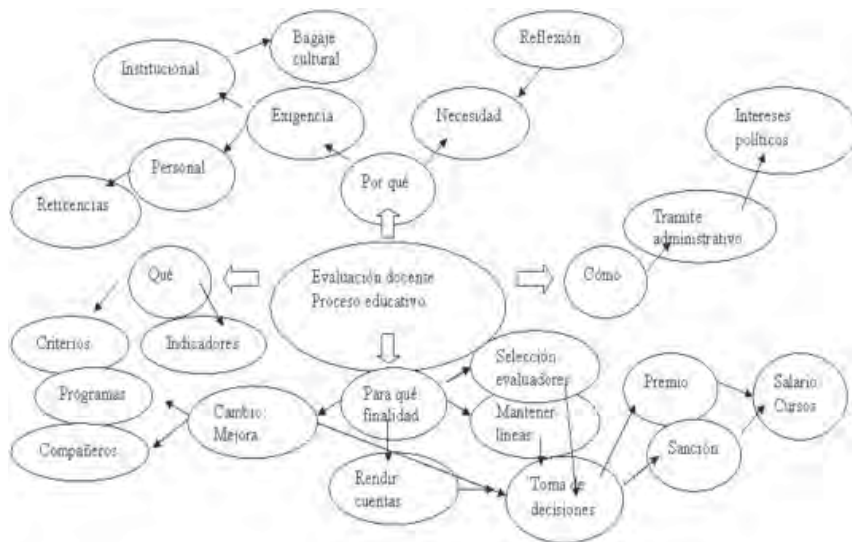 Bagaje
cultural
Reflexión
Institucional
Exigencia
Necesidad
Intereses
políticos
Personal
Por qué
Reticencias
Tramite
administrativo
Evaluación docente
Proceso educativo
Qué
Cómo
Criterios
Indicadores
Selección
evaluadores
Programas
Para qué
finalidad
Premio
Salario
Cursos
Cambio:
Mejora
Mantener
líneas
Compañeros
Sanción
Rendir
cuentas
Toma de
decisiones